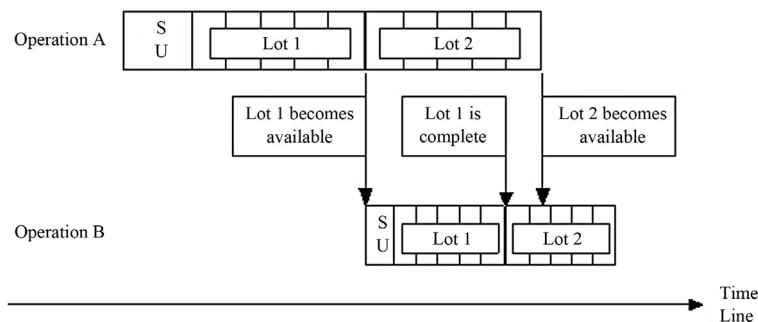 Operation A
S
U
Lot 1
Lot 2
Lot 1 becomes
available
Lot 1 is
complete
Lot 2 becomes
available
Operation B
S
U
Lot 1
Lot 2
Time
Line